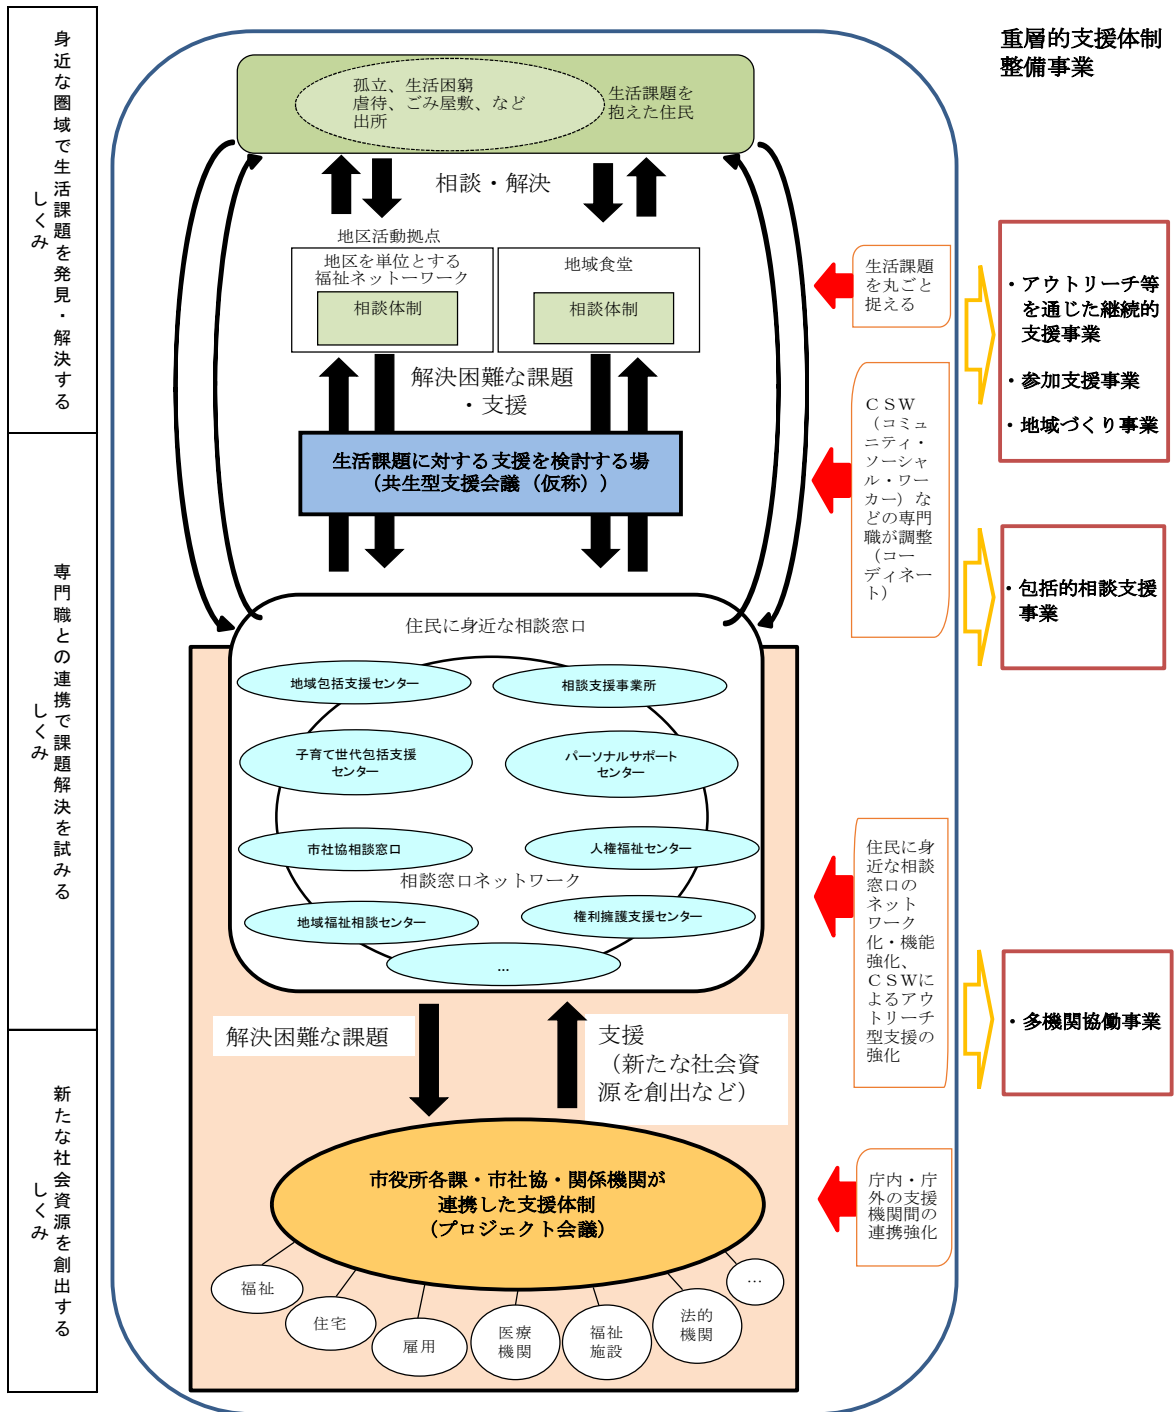 身近な圏域で生活課題を発見・解決する
しくみ
専門職との連携で課題解決を試みる
しくみ
新たな社会資源を創出する
しくみ
重層的支援体制
整備事業
孤立、生活困窮
虐待、ごみ屋敷、など
出所
生活課題を
抱えた住民
相談・解決
地区活動拠点
地区を単位とする
福祉ネットーワーク
相談体制
地域食堂
相談体制
解決困難な課題
・支援
生活課題に対する支援を検討する場
（共生型支援会議（仮称））
住民に身近な相談窓口
地域包括支援センター
相談支援事業所
子育て世代包括支援
センター
パーソナルサポート
センター
市社協相談窓口
人権福祉センター
相談窓口ネットワーク
地域福祉相談センター
権利擁護支援センター
…
解決困難な課題
支援
（新たな社会資
源を創出など）
市役所各課・市社協・関係機関が
連携した支援体制
（プロジェクト会議）
福祉
住宅
雇用
医療
機関
福祉
施設
法的
機関
…
生活課題
を丸ごと
捉える
ＣＳＷ
（コミュ
ニティ・
ソーシャ
ル・ワー
カー）な
どの専門
職が調整
（コー
ディネー
ト）
住民に身
近な相談
窓口の
ネット
ワーク
化・機能
強化、
ＣＳＷに
よるアウ
トリーチ
型支援の
強化
庁内・庁
外の支援
機関間の
連携強化
・アウトリーチ等
を通じた継続的
支援事業
・参加支援事業
・地域づくり事業
・包括的相談支援
事業
・多機関協働事業